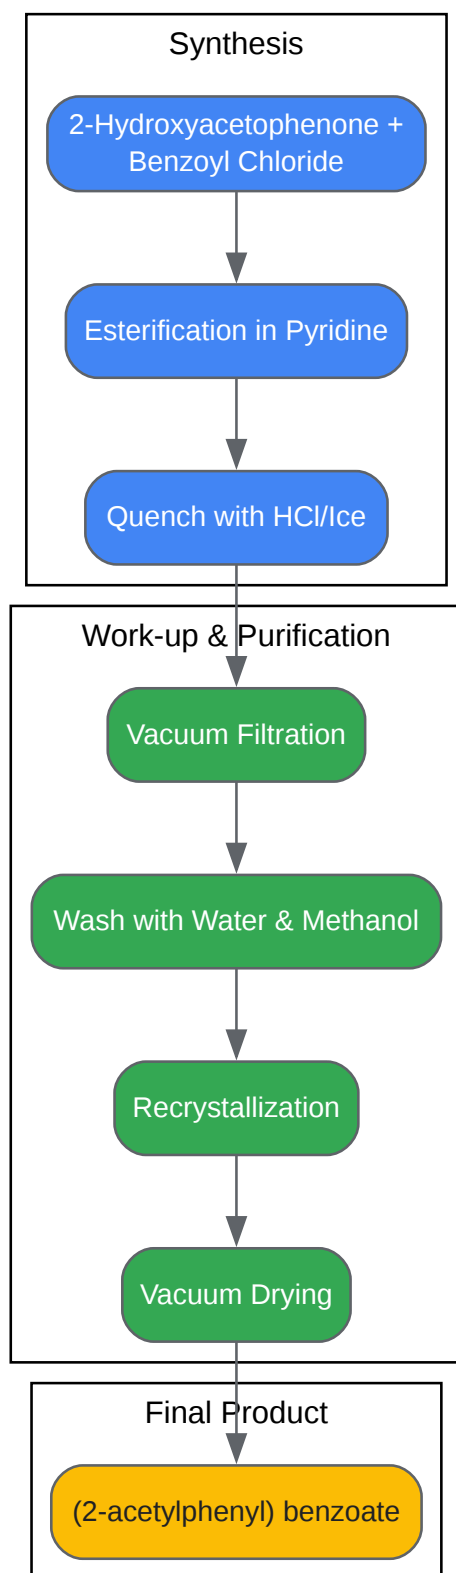 Synthesis
2-Hydroxyacetophenone +
Benzoyl Chloride
Esterification in Pyridine
Quench with HCl/Ice
Work-up & Purification
Vacuum Filtration
Wash with Water & Methanol
Recrystallization
Vacuum Drying
Final Product
(2-acetylphenyl) benzoate